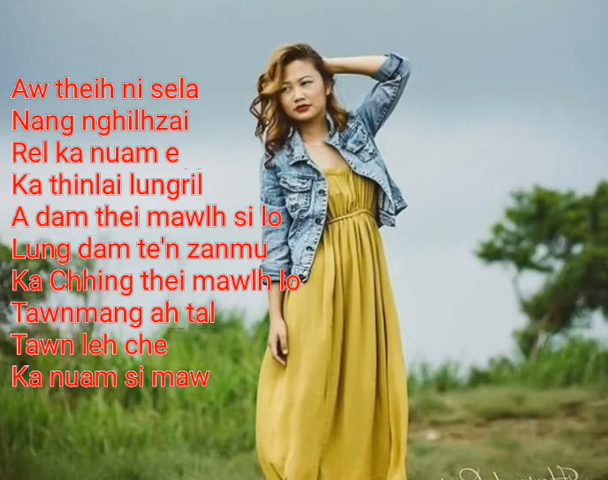 Aw theih ni sela
Nang nghilhzai
Rel ka nuam e
Ka thinlai lungril
A dam thei mawlh si lo
Lung dam te'n zanmu
Ka Chhing thei mawlh lo
Tawnmang ah tal
Tawn leh che
Ka nuam si maw